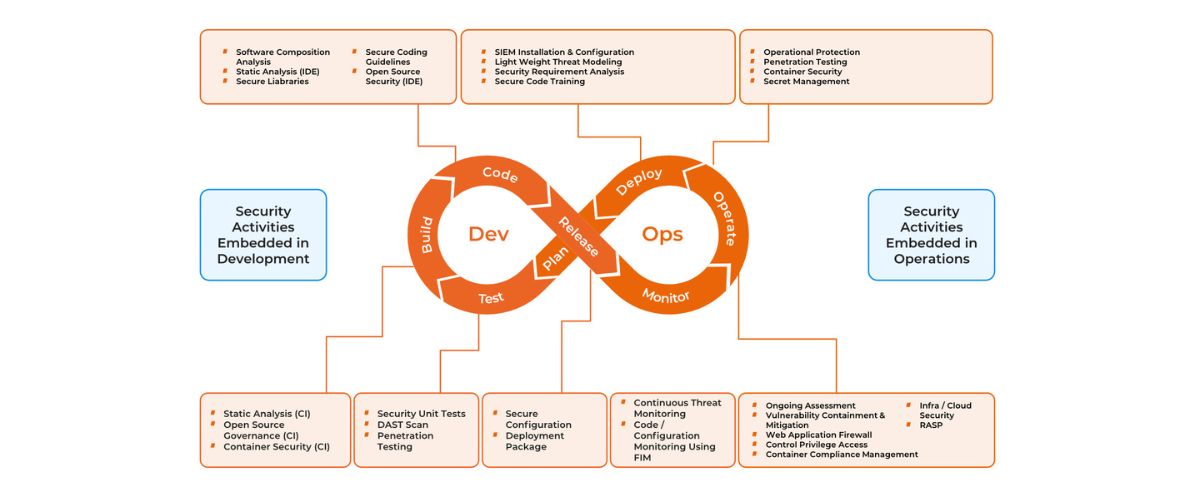 Software Composition
Analysis
Static Analysis (IDE)
Secure Liabraries
Secure Coding
Guidelines
Open Source
Security (IDE)
SIEM Installation & Configuration
Light Weight Threat Modeling
Security Requirement Analysis
Secure Code Training
Operational Protection
Penetration Testing
Container Security
Secret Management
Security
Activities
Embedded in
Development
Code
Build
Dev
Test
Plan
Release
Deploy
Ops
Operate
Monitor
Security
Activities
Embedded in
Operations
Static Analysis (CI)
Open Source
Governance (CI)
Container Security (CI)
Security Unit Tests
DAST Scan
Penetration
Testing
Secure
Configuration
Deployment
Package
Continuous Threat
Monitoring
Code /
Configuration
Monitoring Using
FIM
Ongoing Assessment
Vulnerability Containment &
Mitigation
Web Application Firewall
Control Privilege Access
Container Compliance Management
Infra / Cloud
Security
RASP